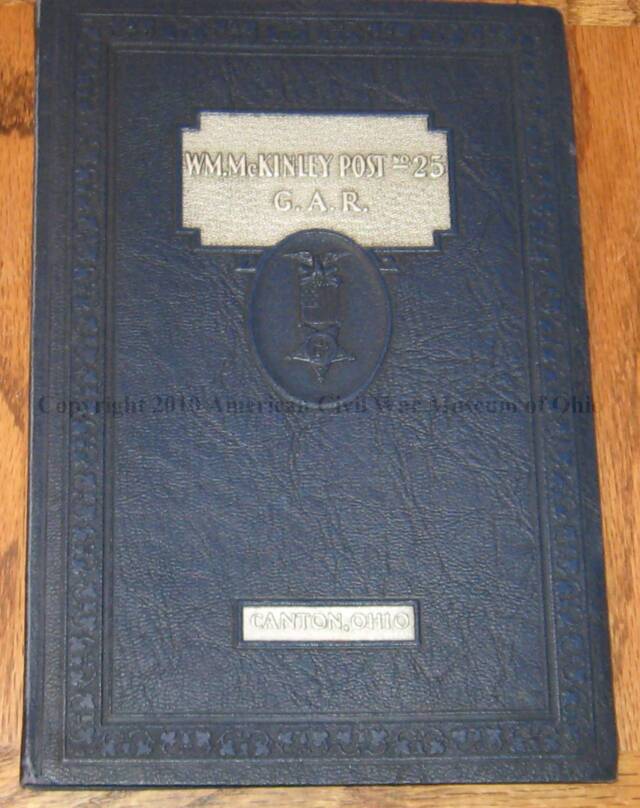 WM. McKINLEY POST NO 25
G. A. R.
Copyright 2010 American Civil War Museum of Ohio
CANTON, OHIO